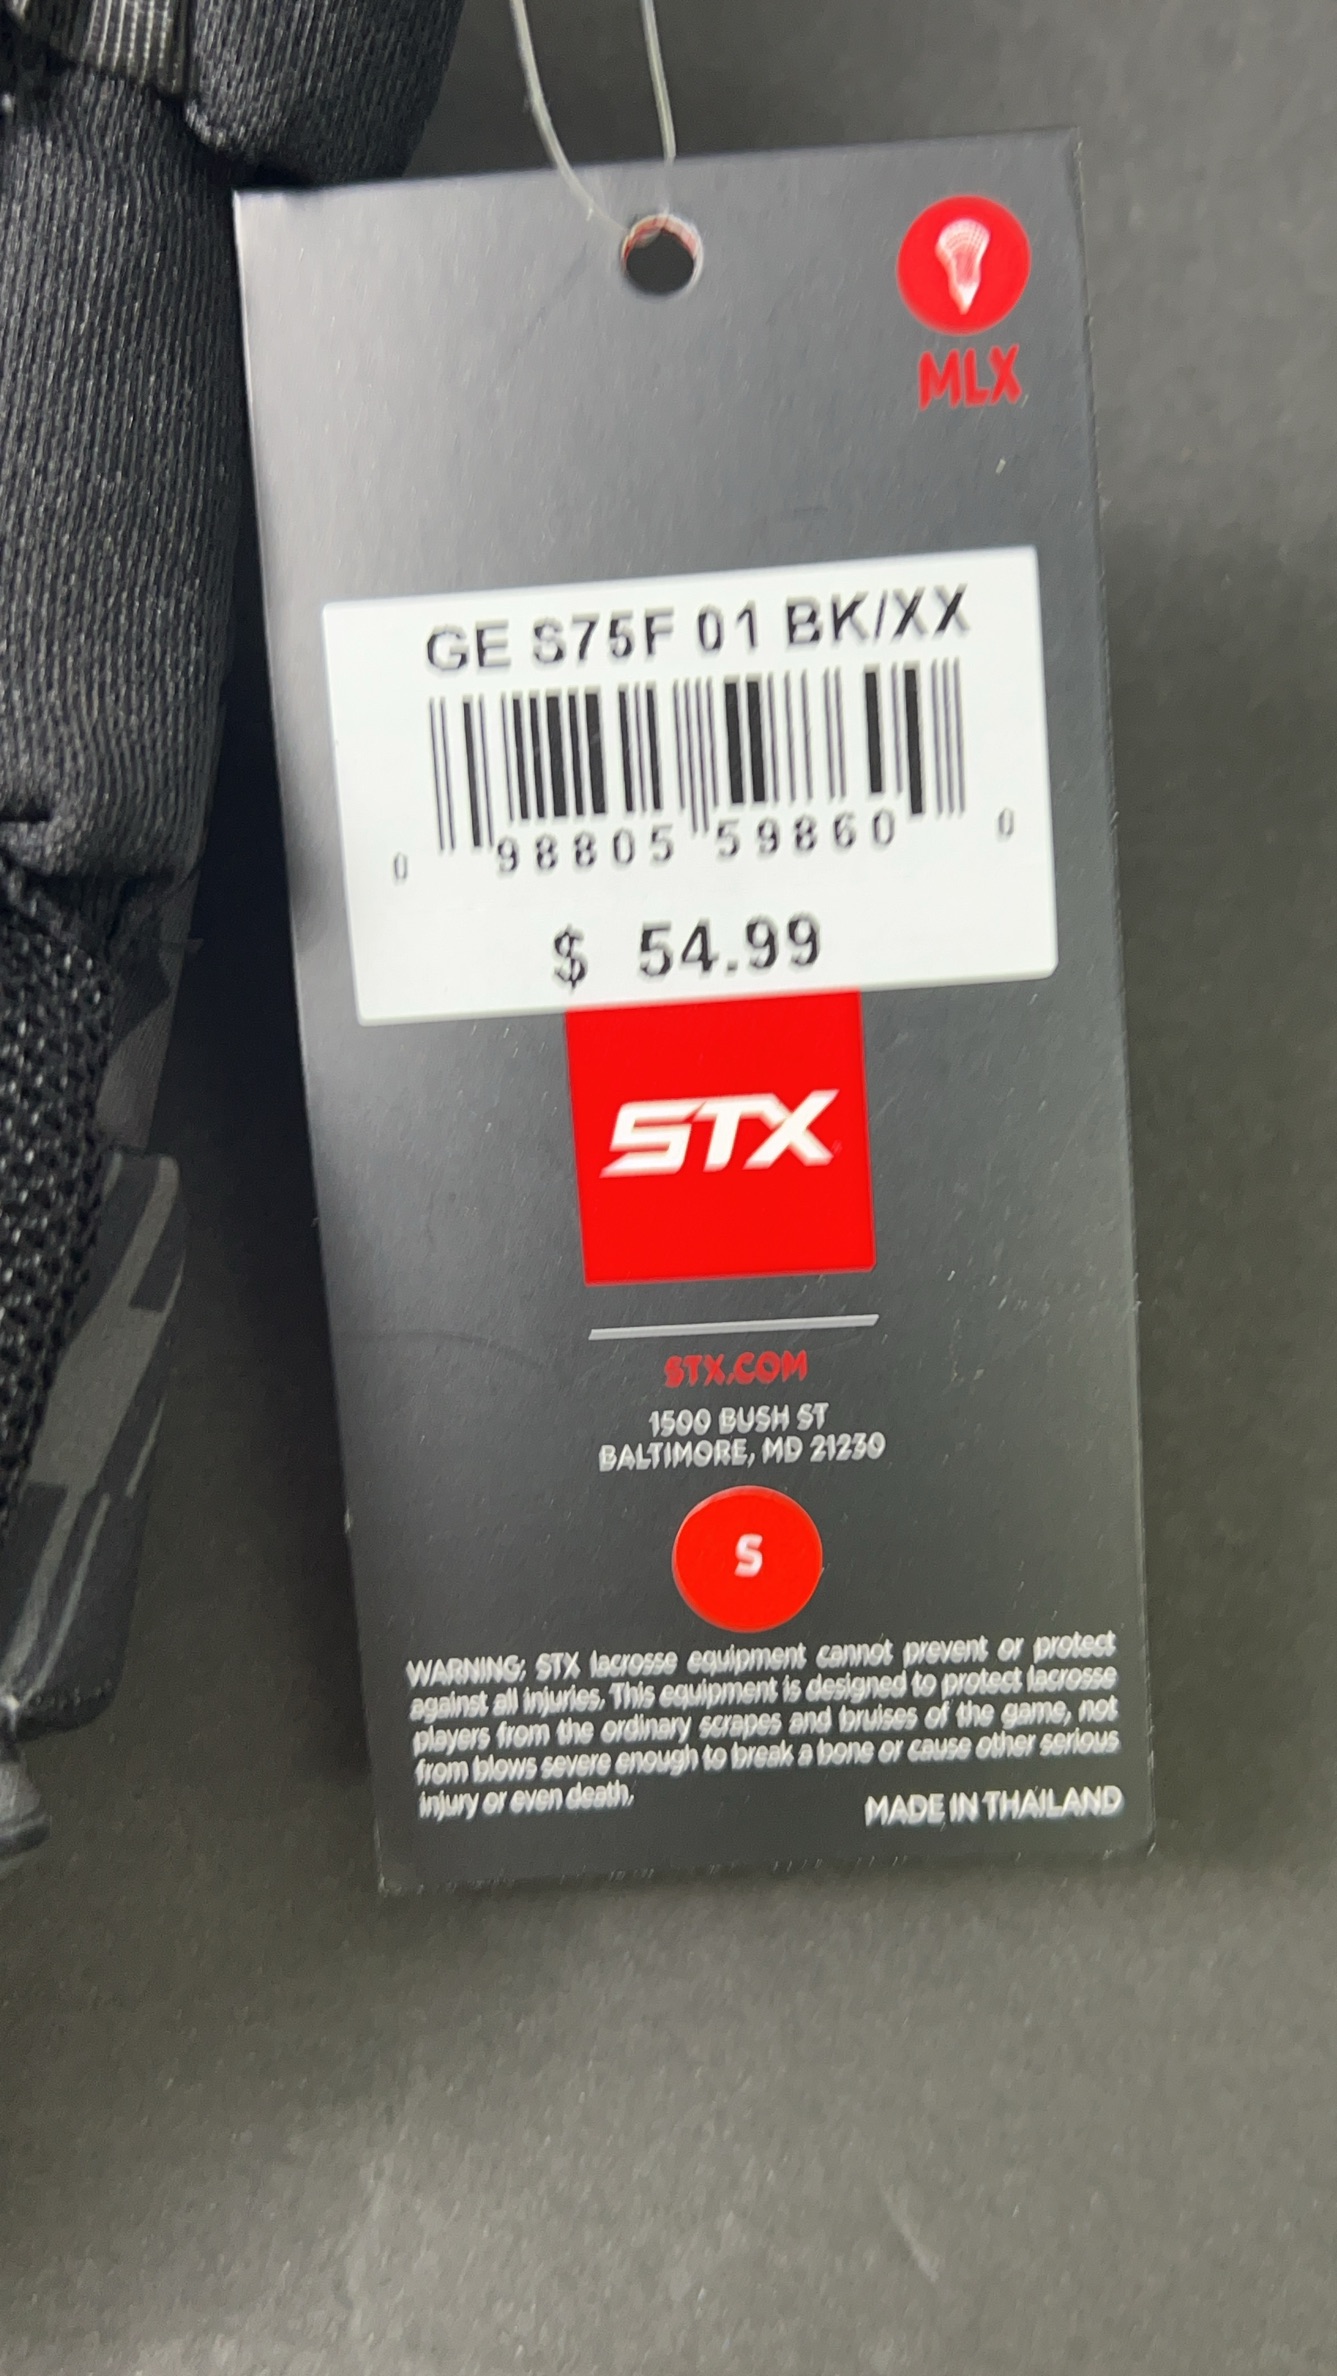 MLX
GE S75F 01 BK/XX
0 98805 59860 0
$ 54.99
STX
STX.COM
1500 BUSH ST
BALTIMORE, MD 21230
S
WARNING: STX lacrosse equipment cannot prevent or protect
against all injuries. This equipment is designed to protect lacrosse
players from the ordinary scrapes and bruises of the game, not
from blows severe enough to break a bone or cause other serious
injury or even death.
MADE IN THAILAND